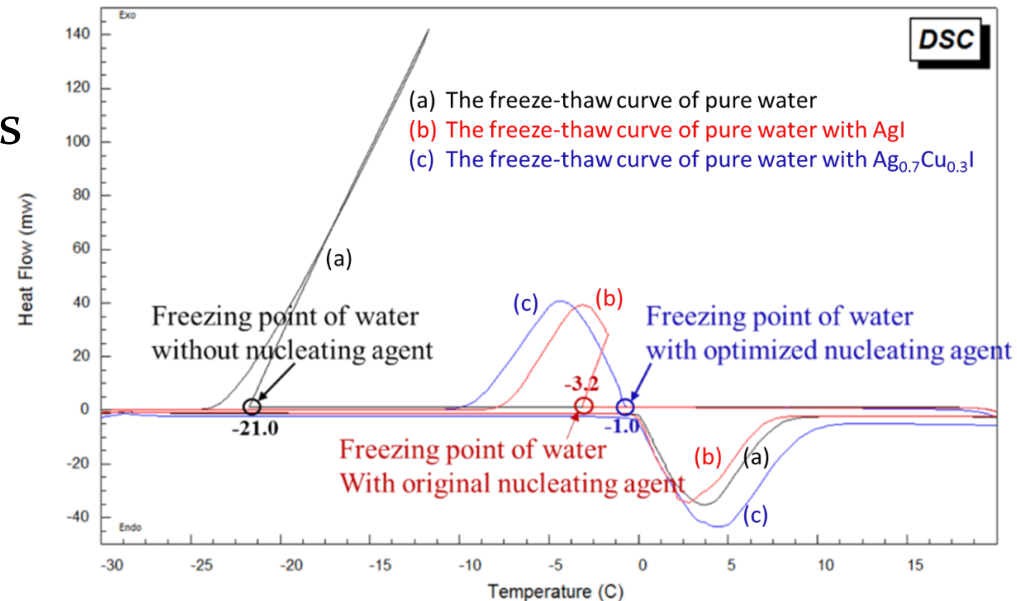 Exo
DSC
s
(a) The freeze-thaw curve of pure water
(b) The freeze-thaw curve of pure water with AgI
(c) The freeze-thaw curve of pure water with Ag0.7Cu0.3I
140
120
100
80
60
40
20
0
-20
-40
Heat Flow (mw)
(a)
(c)
(b)
Freezing point of water
without nucleating agent
Freezing point of water
with optimized nucleating agent
-3.2
-21.0
-1.0
Freezing point of water
With original nucleating agent
(b)
(a)
(c)
Endo
-30
-25
-20
-15
-10
-5
0
5
10
15
Temperature (C)